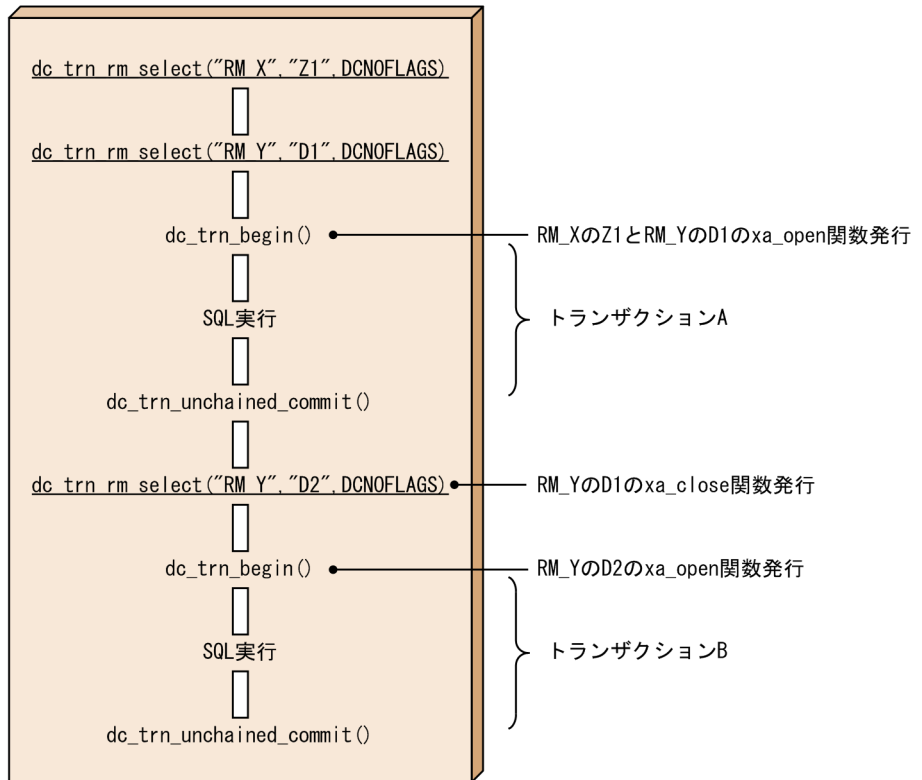 dc_trn_rm_select("RM_X","Z1",DCNOFLAGS)
dc_trn_rm_select("RM_Y","D1",DCNOFLAGS)
dc_trn_begin()
RM_XのZ1とRM_YのD1のxa_open関数発行
SQL実行
トランザクションA
dc_trn_unchained_commit()
dc_trn_rm_select("RM_Y","D2",DCNOFLAGS)
RM_YのD1のxa_close関数発行
dc_trn_begin()
RM_YのD2のxa_open関数発行
SQL実行
トランザクションB
dc_trn_unchained_commit()